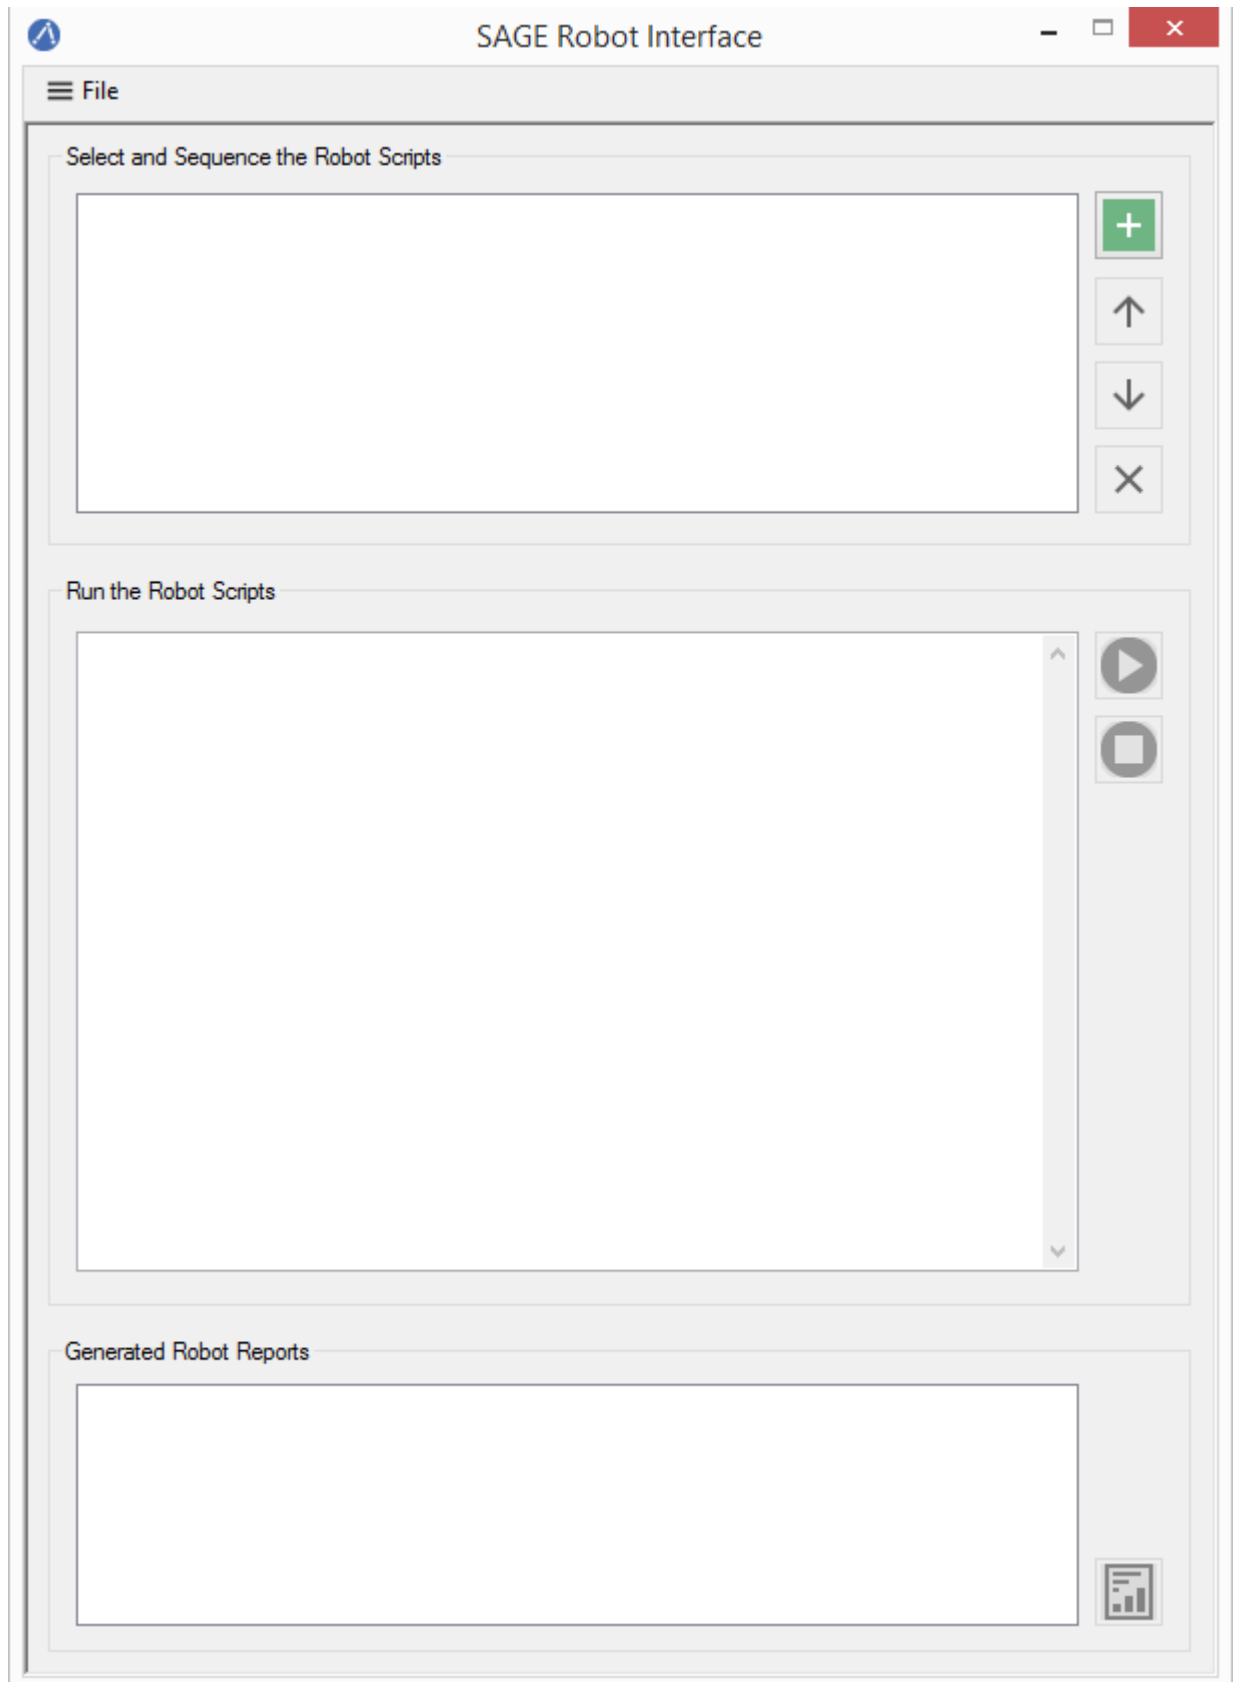 SAGE Robot Interface
File
Select and Sequence the Robot Scripts
Run the Robot Scripts
Generated Robot Reports